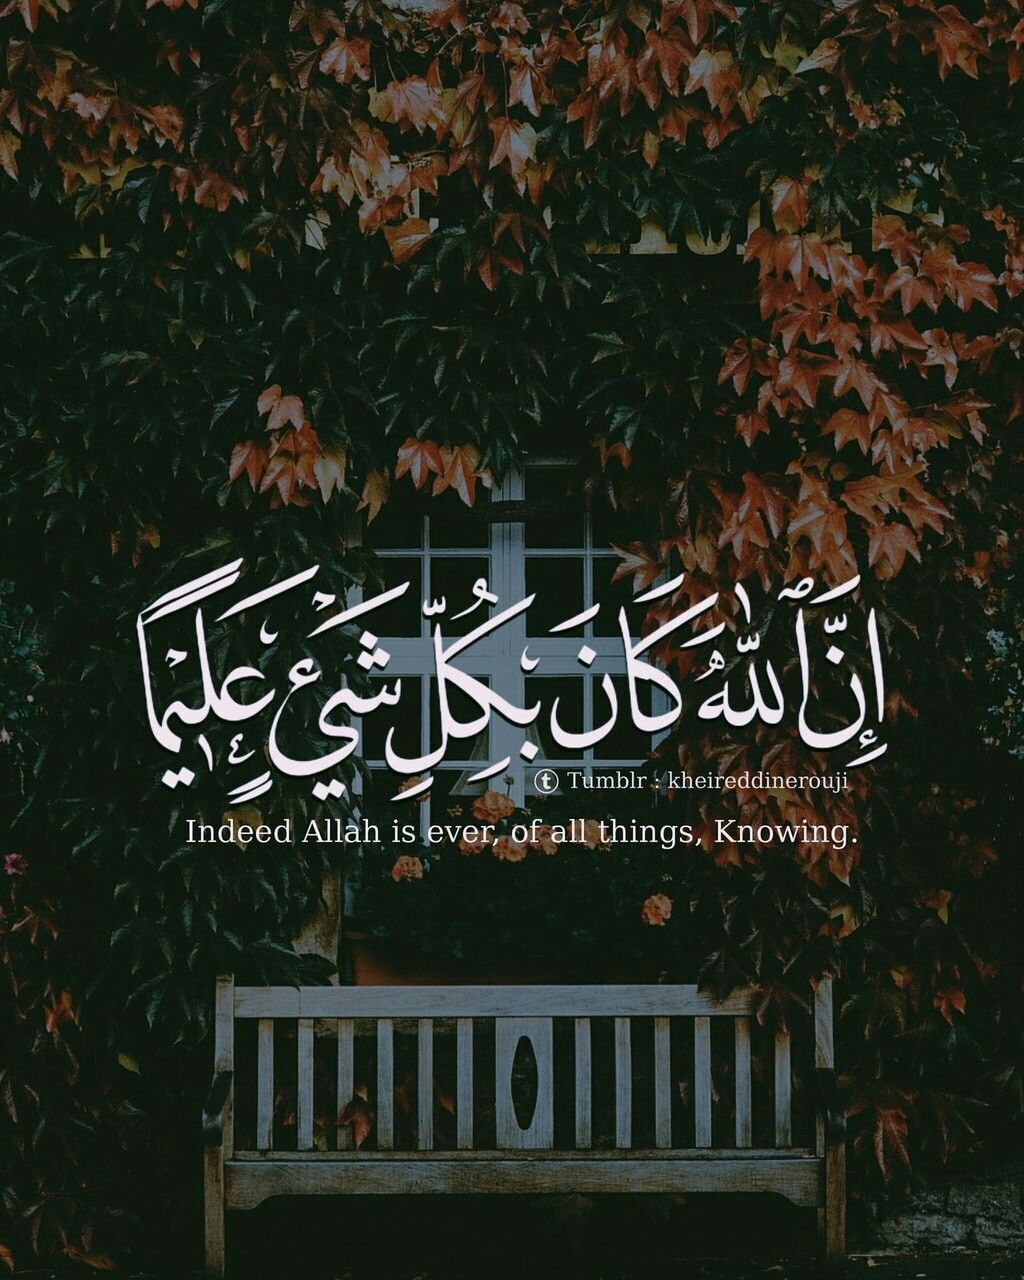 إِنَّ ٱللَّهَ كَانَ بِكُلِّ شَيْءٍ عَلِيمًا
t Tumblr : kheireddinerouji
Indeed Allah is ever, of all things, Knowing.